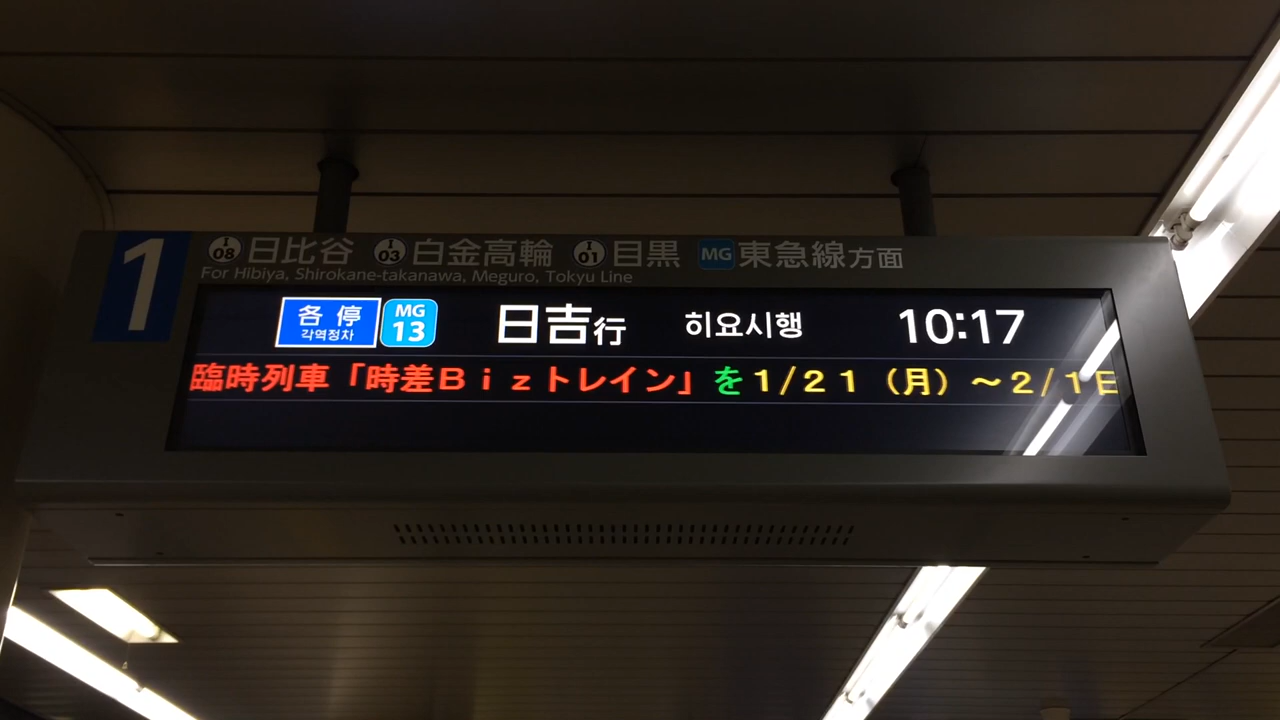 1
I 08 日比谷 I 03 白金高輪 I 01 目黒 MG 東急線方面
For Hibiya, Shirokane-takanawa, Meguro, Tokyu Line
各停 각역정차 MG 13 日吉行 히요시행 10:17
臨時列車「時差Ｂｉｚトレイン」を１/２１（月）～２/１日